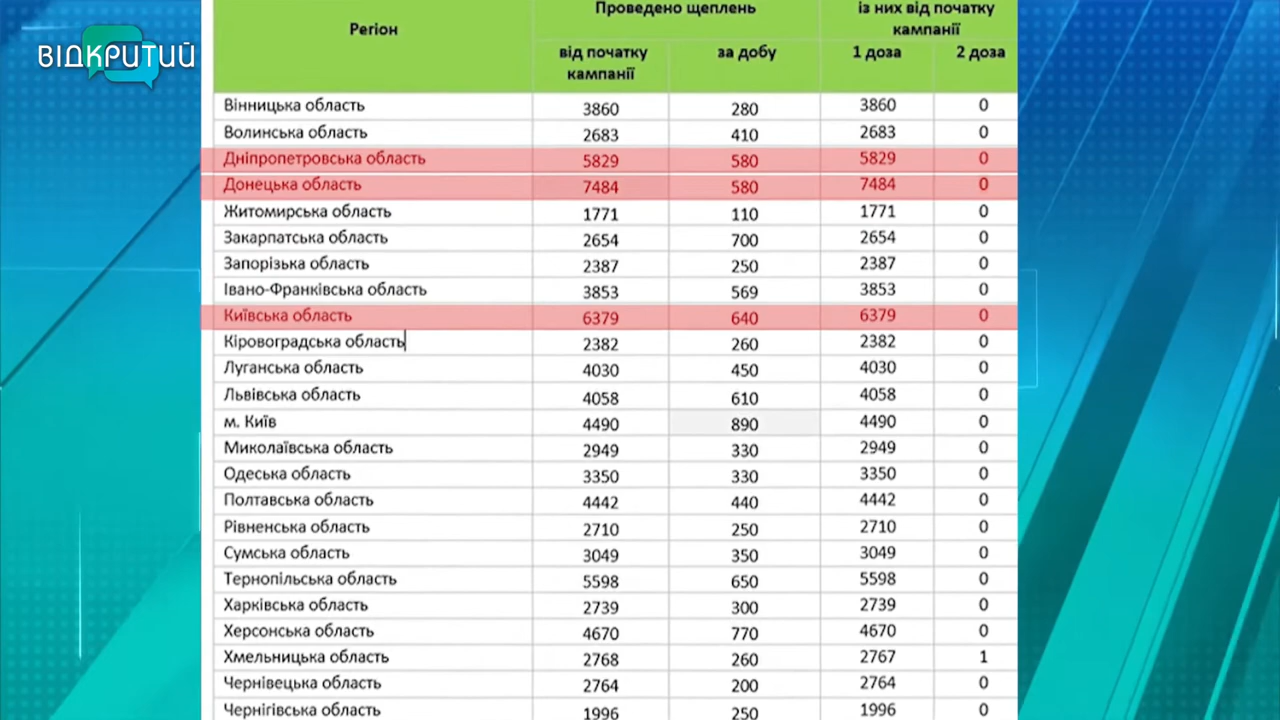 ВІДКРИТИЙ
Регіон
Проведено щеплень
із них від початку
кампанії
від початку
кампанії
за добу
1 доза
2 доза
Вінницька область 3860 280 3860 0
Волинська область 2683 410 2683 0
Дніпропетровська область 5829 580 5829 0
Донецька область 7484 580 7484 0
Житомирська область 1771 110 1771 0
Закарпатська область 2654 700 2654 0
Запорізька область 2387 250 2387 0
Івано-Франківська область 3853 569 3853 0
Київська область 6379 640 6379 0
Кіровоградська область 2382 260 2382 0
Луганська область 4030 450 4030 0
Львівська область 4058 610 4058 0
м. Київ 4490 890 4490 0
Миколаївська область 2949 330 2949 0
Одеська область 3350 330 3350 0
Полтавська область 4442 440 4442 0
Рівненська область 2710 250 2710 0
Сумська область 3049 350 3049 0
Тернопільська область 5598 650 5598 0
Харківська область 2739 300 2739 0
Херсонська область 4670 770 4670 0
Хмельницька область 2768 260 2767 1
Чернівецька область 2764 200 2764 0
Чернігівська область 1996 250 1996 0